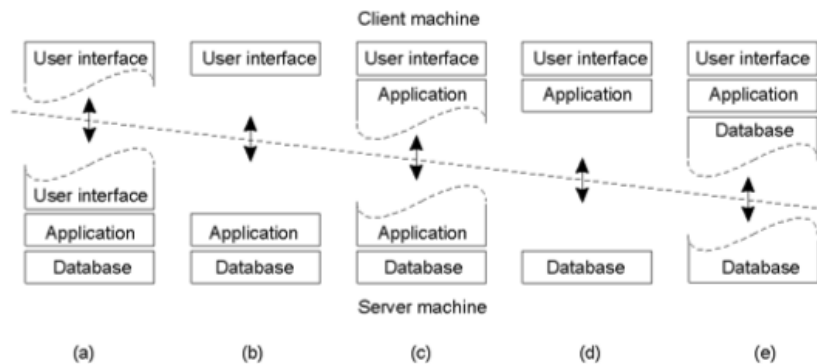 Client machine
User interface User interface User interface User interface User interface
Application Application Application
Database
User interface
Application Application Application
Database Database Database Database Database
Server machine
(a) (b) (c) (d) (e)